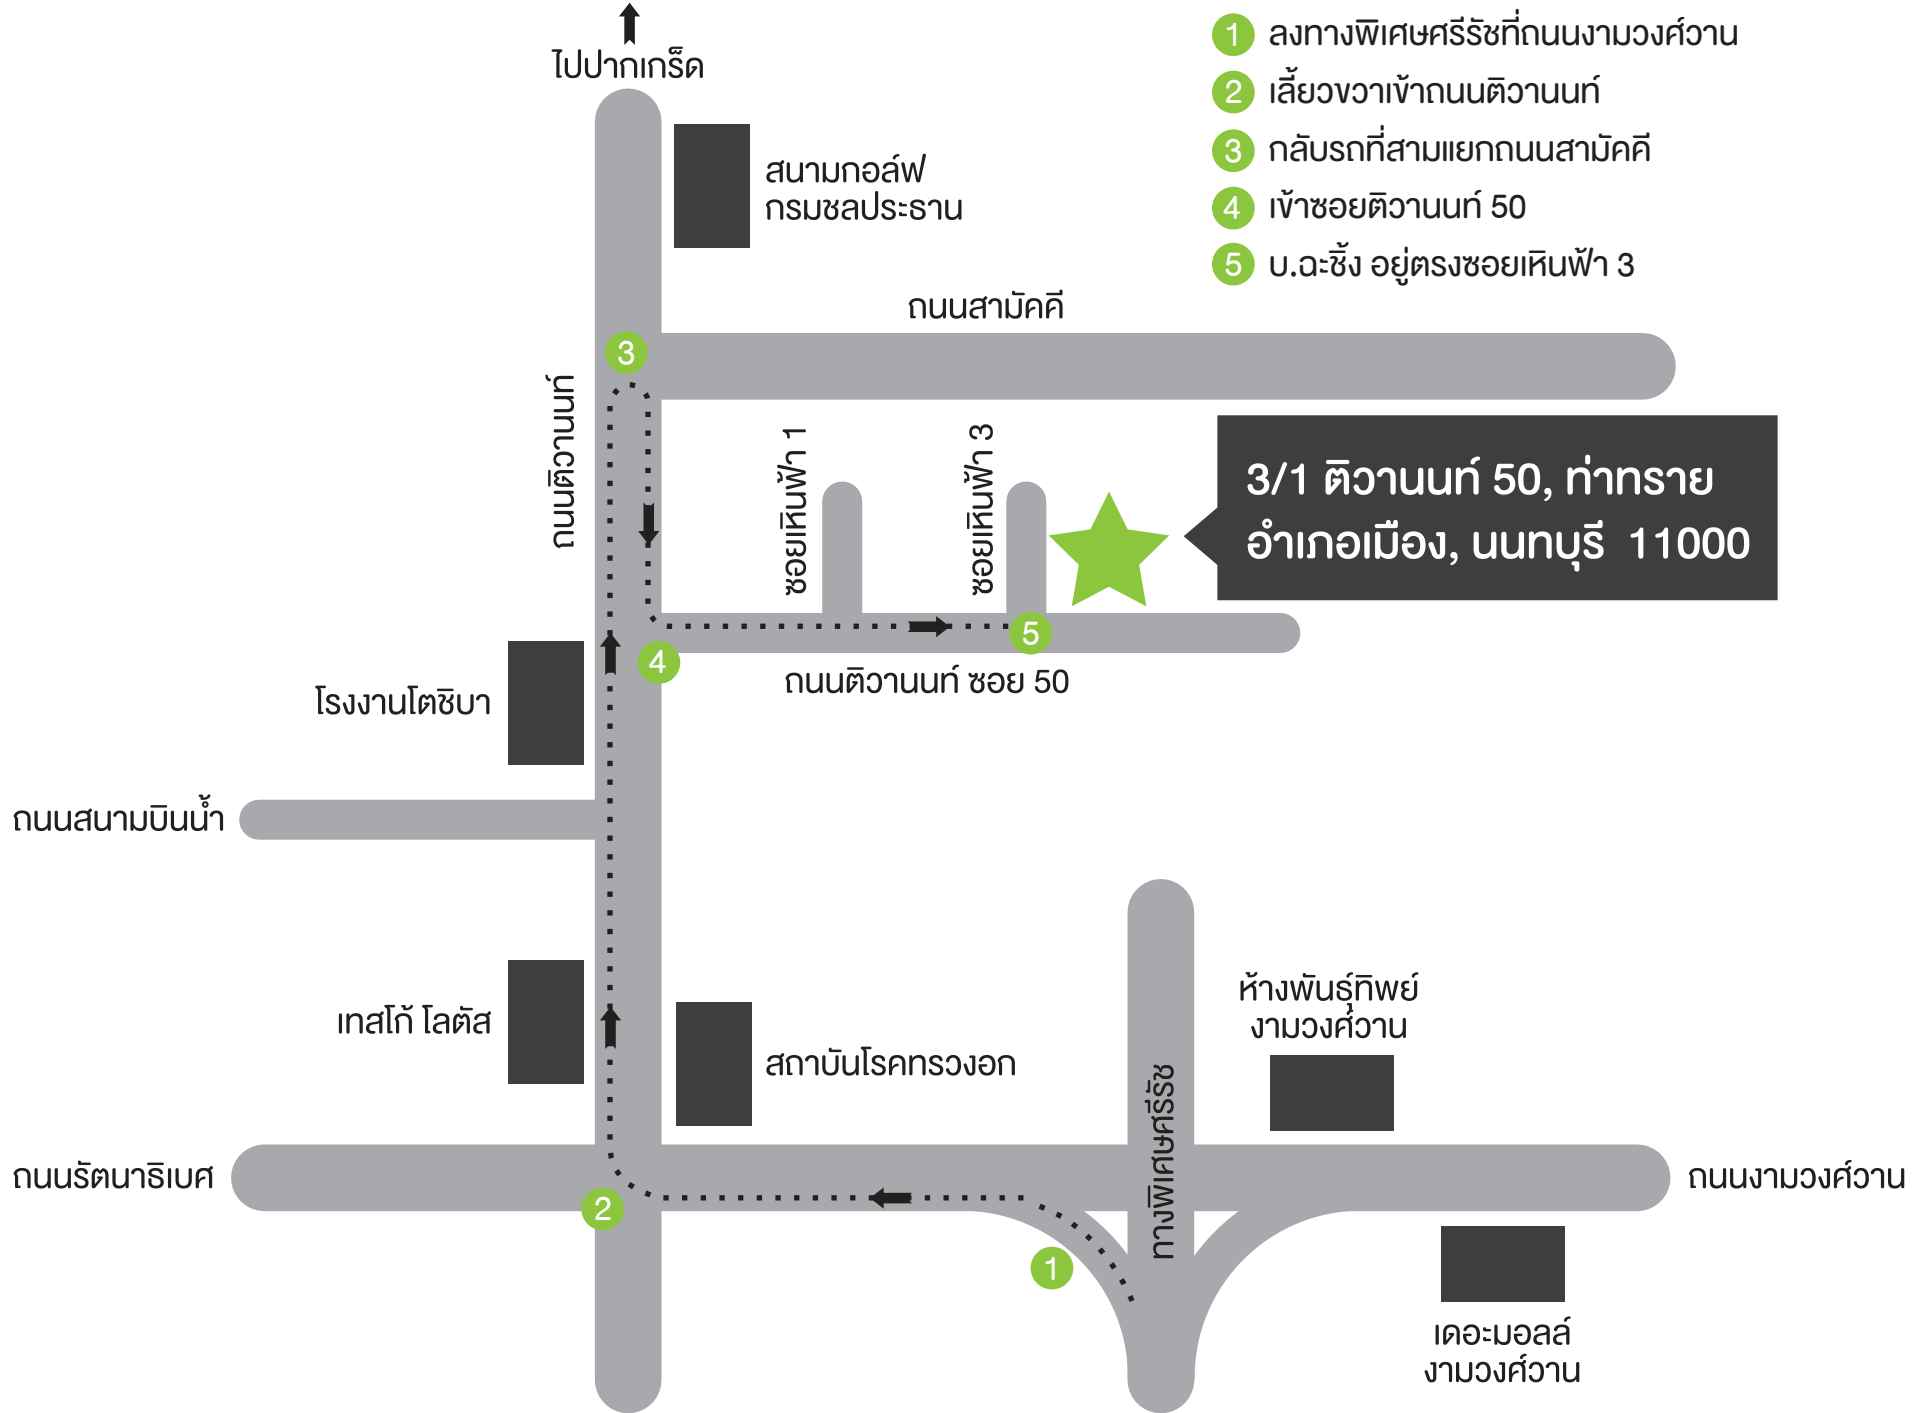 ไปปากเกร็ด
1 ลงทางพิเศษศรีรัชที่ถนนงามวงศ์วาน
2 เลี้ยวขวาเข้าถนนติวานนท์
3 กลับรถที่สามแยกถนนสามัคคี
4 เข้าซอยติวานนท์ 50
5 บ.ฉะชิ้ง อยู่ตรงซอยเหินฟ้า 3
สนามกอล์ฟ
กรมชลประธาน
ถนนสามัคคี
3
ถนนติวานนท์
ซอยเหินฟ้า 1
ซอยเหินฟ้า 3
3/1 ติวานนท์ 50, ท่าทราย
อำเภอเมือง, นนทบุรี 11000
5
4
ถนนติวานนท์ ซอย 50
โรงงานโตชิบา
ถนนสนามบินน้ำ
เทสโก้ โลตัส
สถาบันโรคทรวงอก
ห้างพันธุ์ทิพย์
งามวงศ์วาน
ทางพิเศษศรีรัช
ถนนรัตนาธิเบศ
ถนนงามวงศ์วาน
2
1
เดอะมอลล์
งามวงศ์วาน